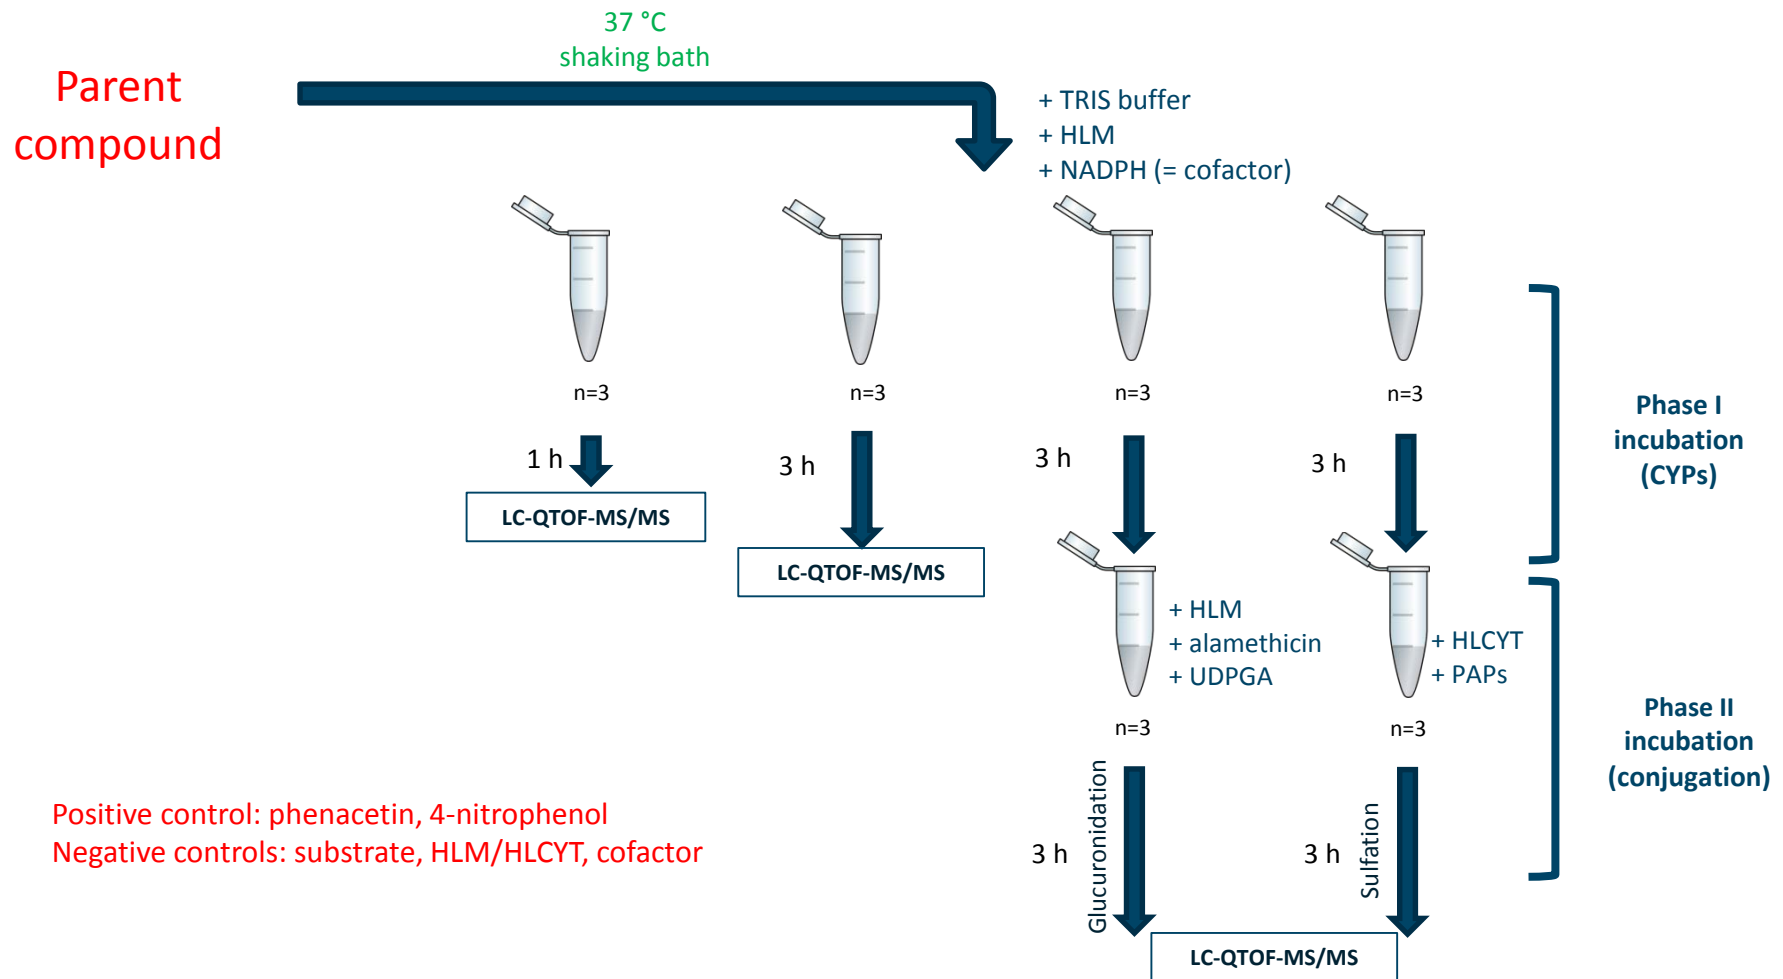 37 °C
shaking bath
Parent
compound
+ TRIS buffer
+ HLM
+ NADPH (= cofactor)
n=3
n=3
n=3
n=3
1 h
3 h
3 h
3 h
LC-QTOF-MS/MS
LC-QTOF-MS/MS
Phase I
incubation
(CYPs)
+ HLM
+ alamethicin
+ UDPGA
+ HLCYT
+ PAPs
n=3
n=3
Phase II
incubation
(conjugation)
Positive control: phenacetin, 4-nitrophenol
Negative controls: substrate, HLM/HLCYT, cofactor
3 h
Glucuronidation
3 h
Sulfation
LC-QTOF-MS/MS